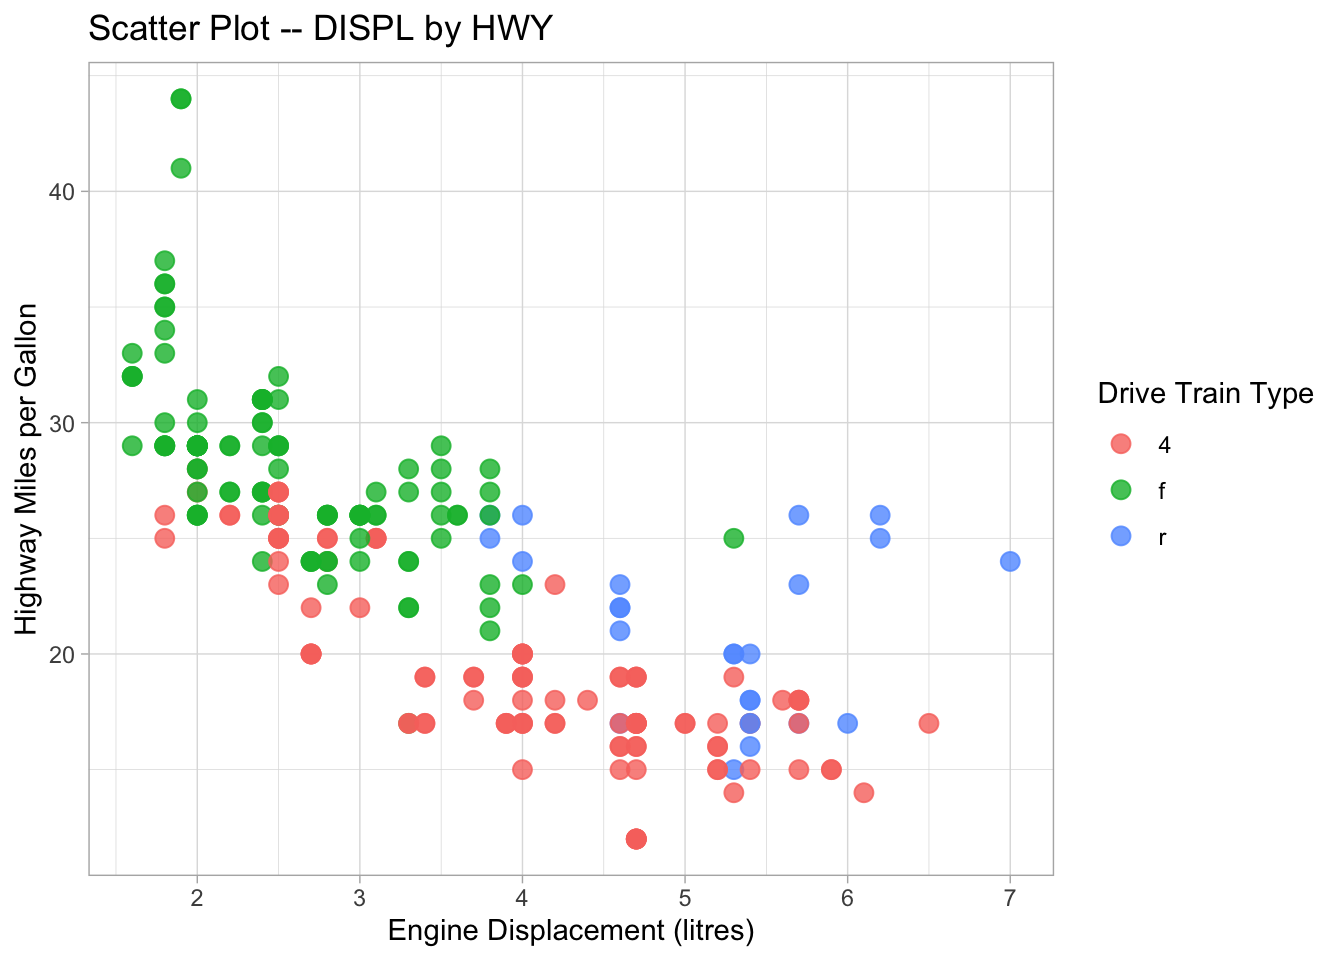 Scatter Plot -- DISPL by HWY
Highway Miles per Gallon
40
30
20
2 3 4 5 6 7
Engine Displacement (litres)
Drive Train Type
4
f
r